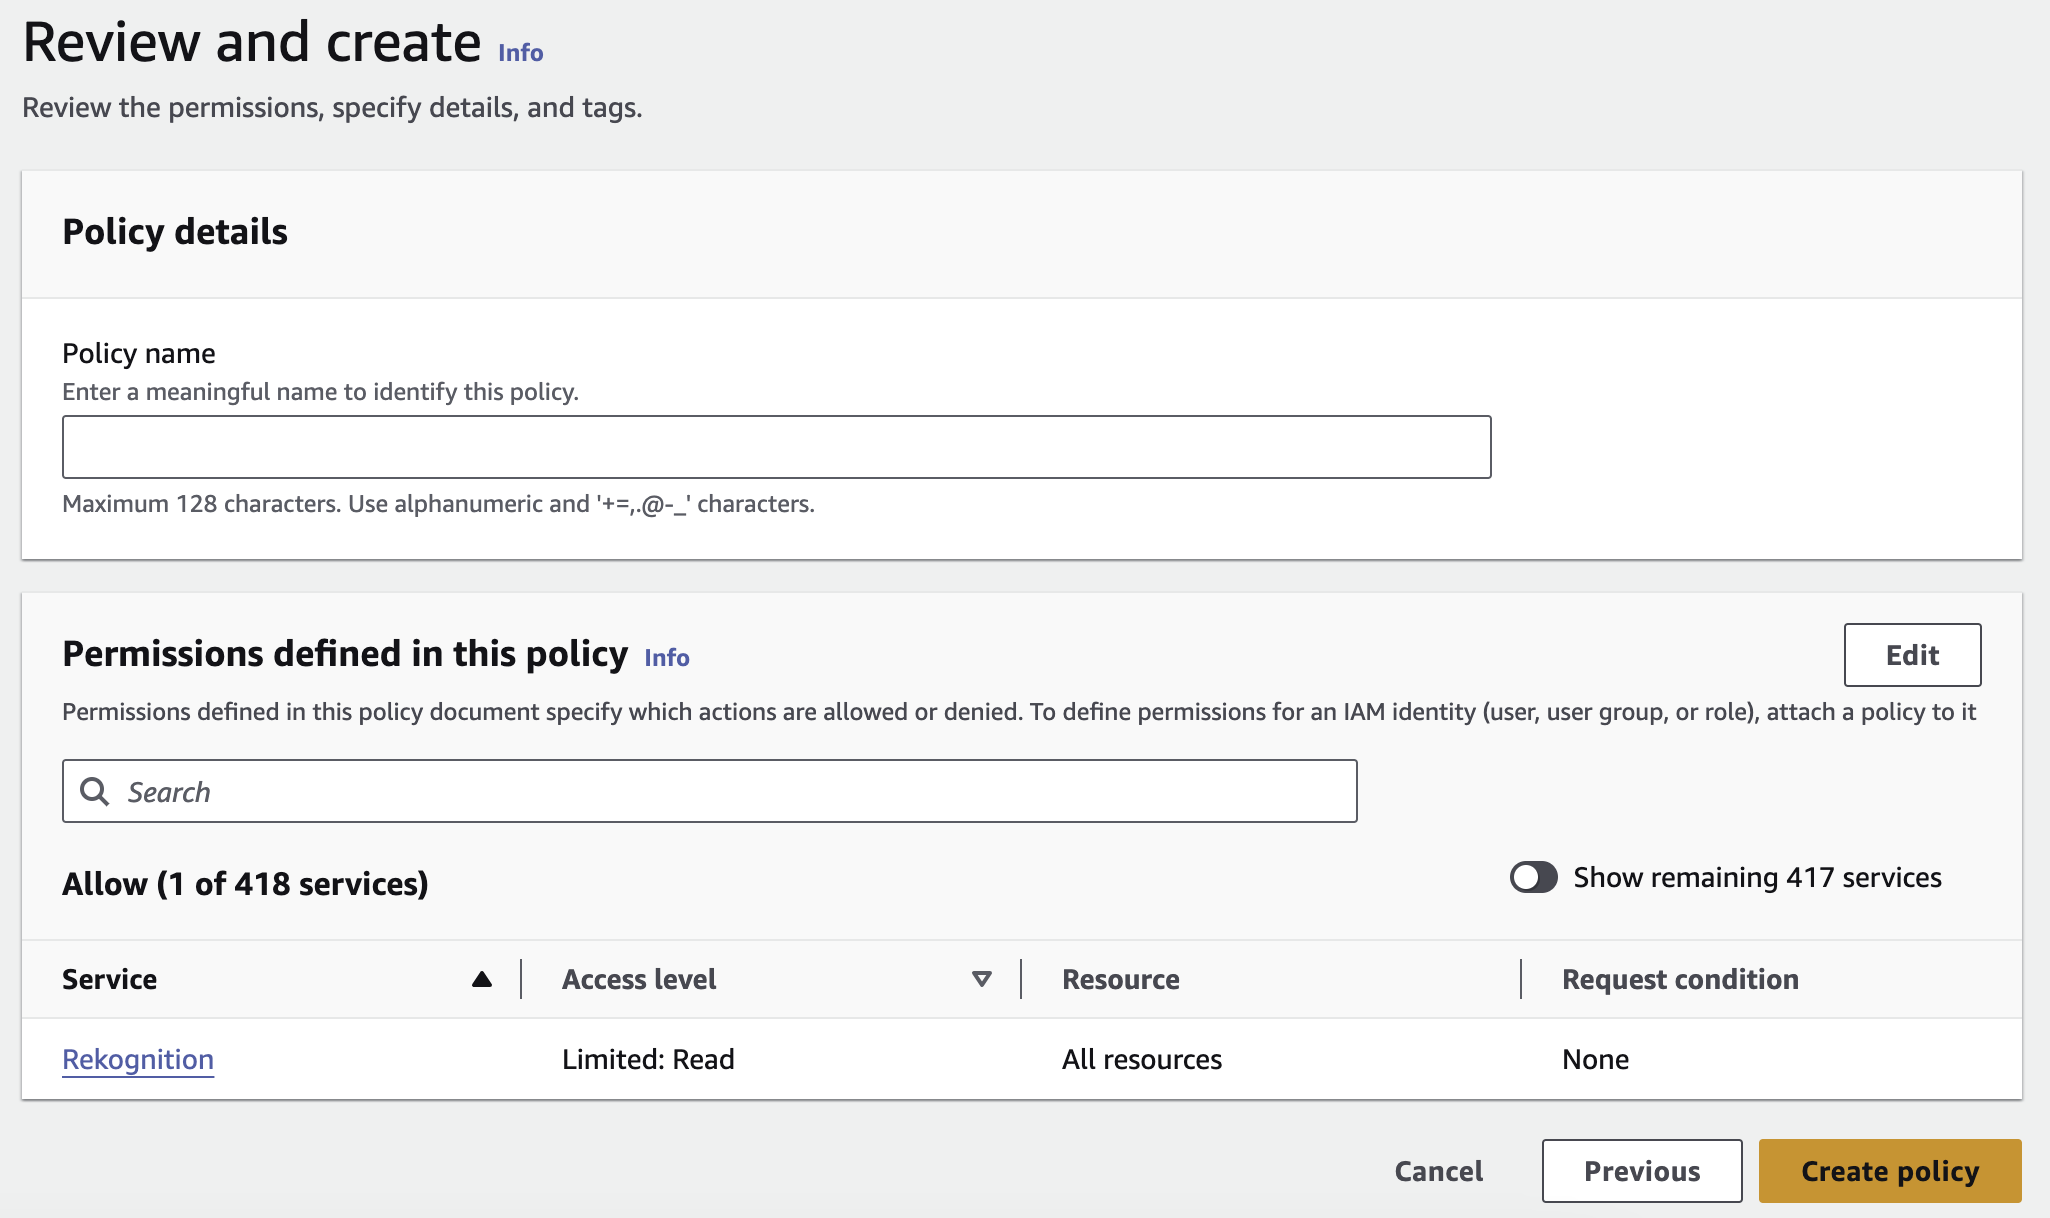 Review and create Info
Review the permissions, specify details, and tags.
Policy details
Policy name
Enter a meaningful name to identify this policy.
Maximum 128 characters. Use alphanumeric and '+=,.@-_' characters.
Permissions defined in this policy Info
Edit
Permissions defined in this policy document specify which actions are allowed or denied. To define permissions for an IAM identity (user, user group, or role), attach a policy to it
Search
Allow (1 of 418 services)
Show remaining 417 services
Service Access level Resource Request condition
Rekognition Limited: Read All resources None
Cancel Previous Create policy